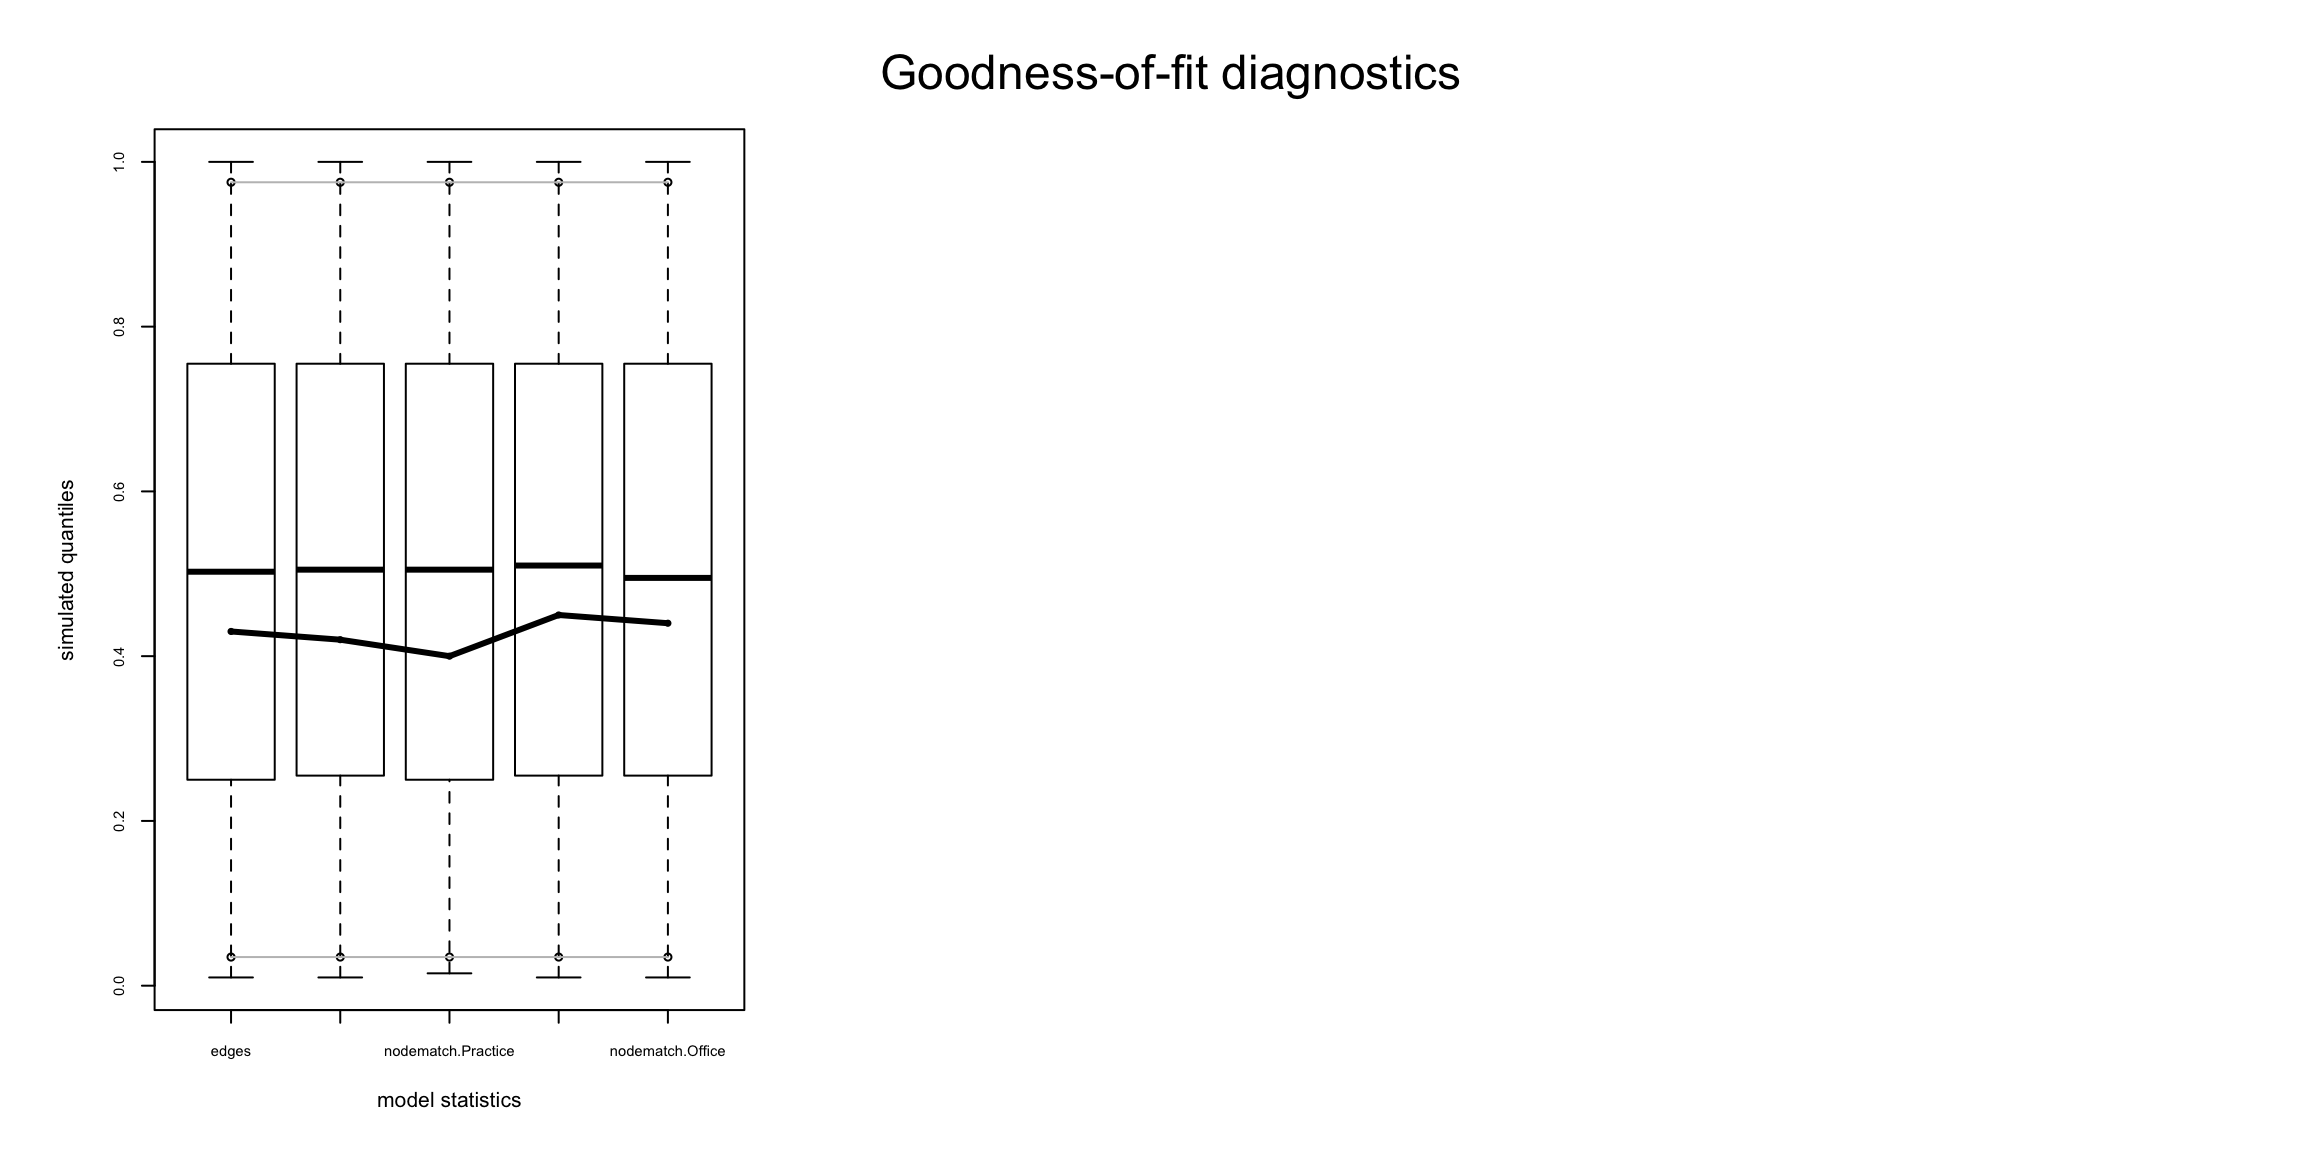 Goodness-of-fit diagnostics
simulated quantiles
1.0
0.8
0.6
0.4
0.2
0.0
edges nodematch.Practice nodematch.Office
model statistics